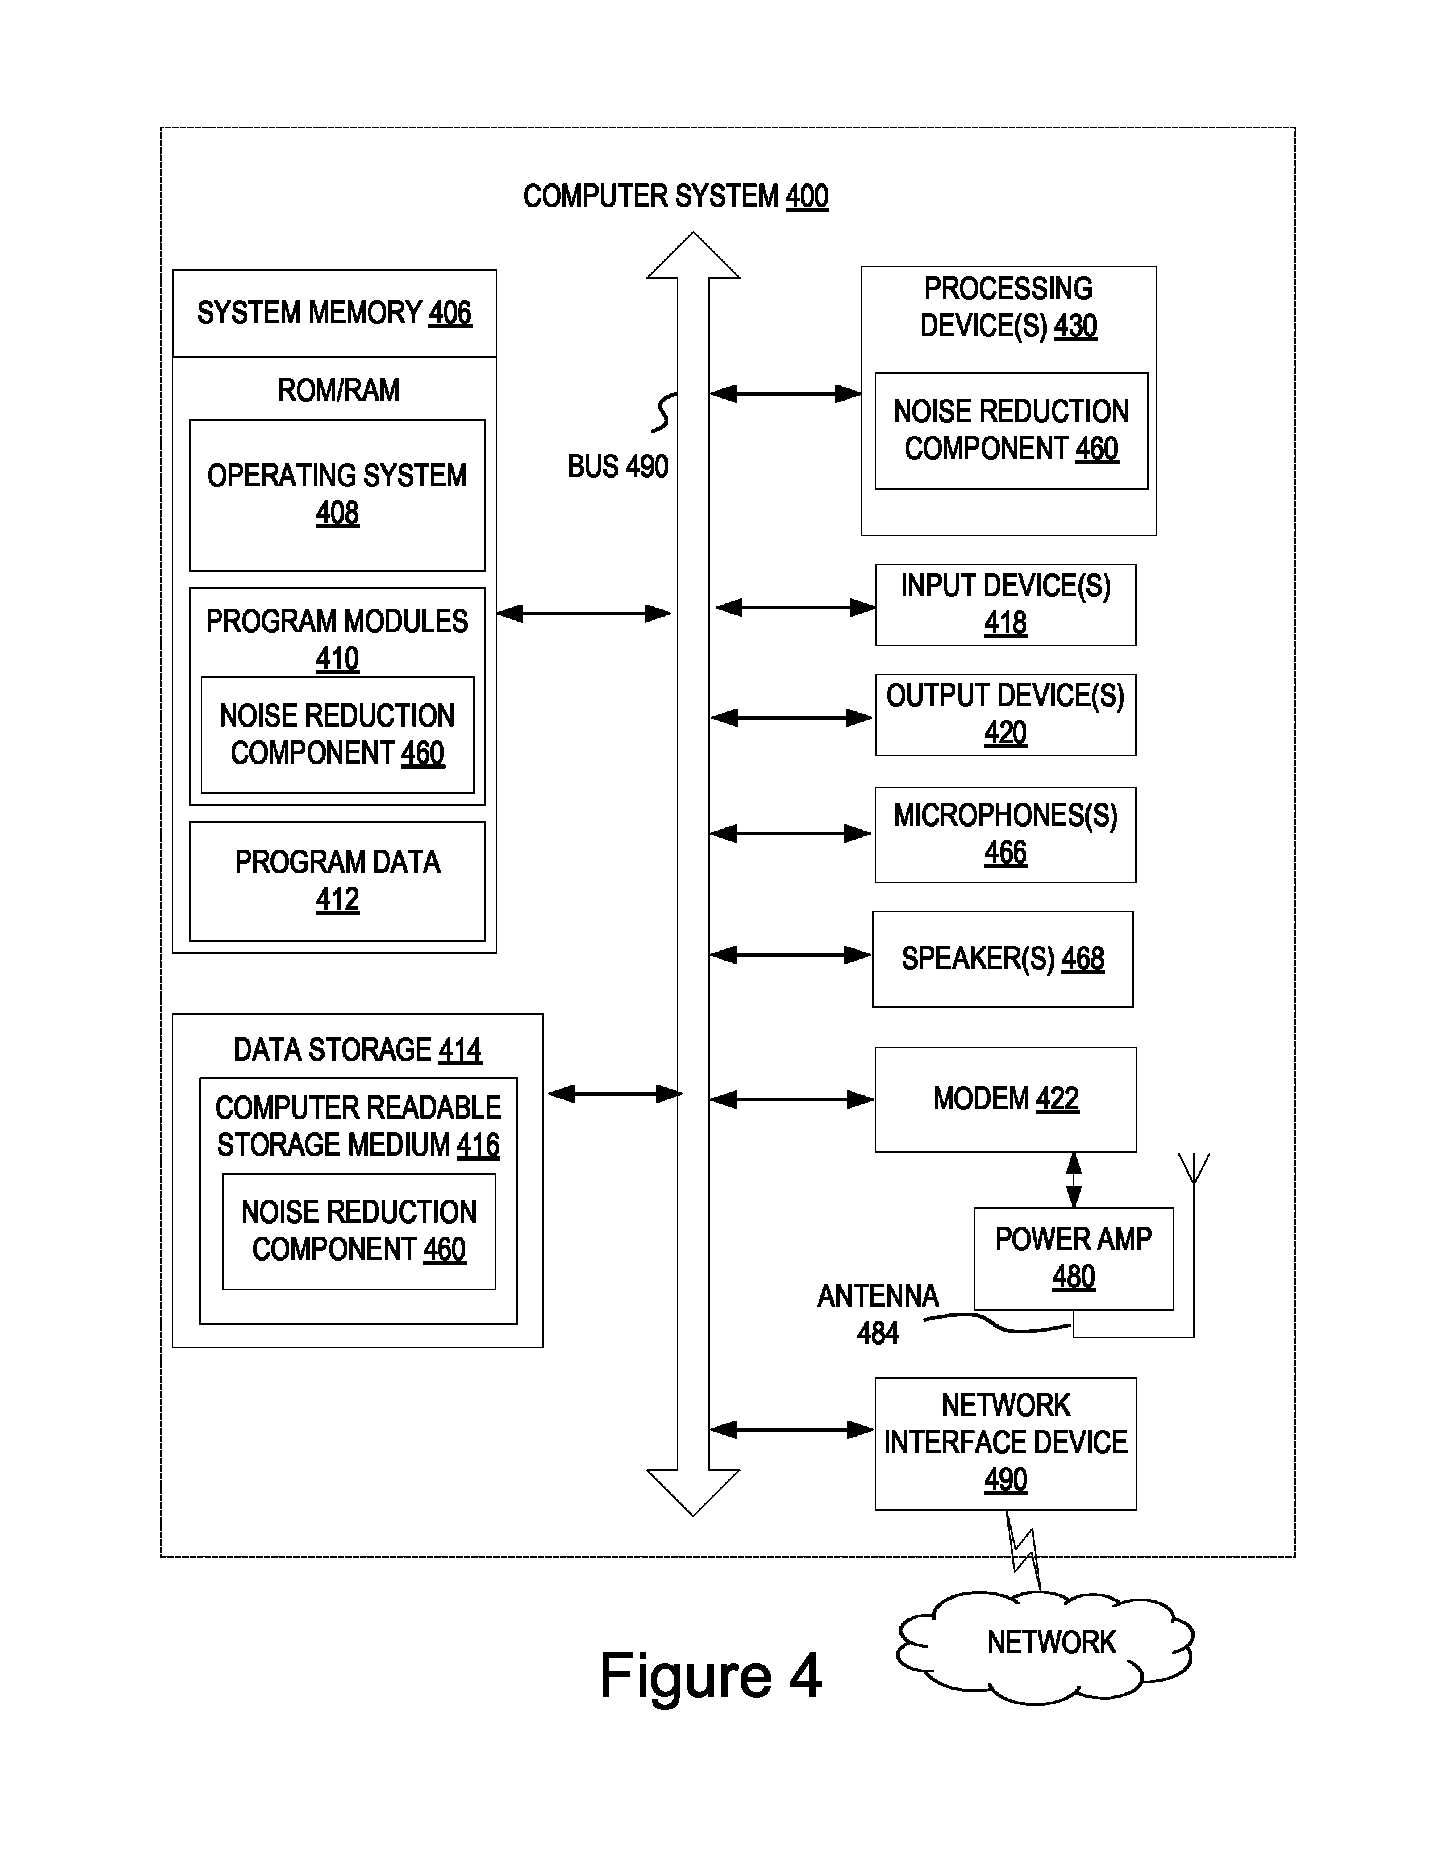 COMPUTER SYSTEM 400
SYSTEM MEMORY 406
ROM/RAM
OPERATING SYSTEM
408
PROGRAM MODULES
410
NOISE REDUCTION
COMPONENT 460
PROGRAM DATA
412
DATA STORAGE 414
COMPUTER READABLE
STORAGE MEDIUM 416
NOISE REDUCTION
COMPONENT 460
BUS 490
PROCESSING
DEVICE(S) 430
NOISE REDUCTION
COMPONENT 460
INPUT DEVICE(S)
418
OUTPUT DEVICE(S)
420
MICROPHONES(S)
466
SPEAKER(S) 468
MODEM 422
POWER AMP
480
ANTENNA
484
NETWORK
INTERFACE DEVICE
490
NETWORK
Figure 4